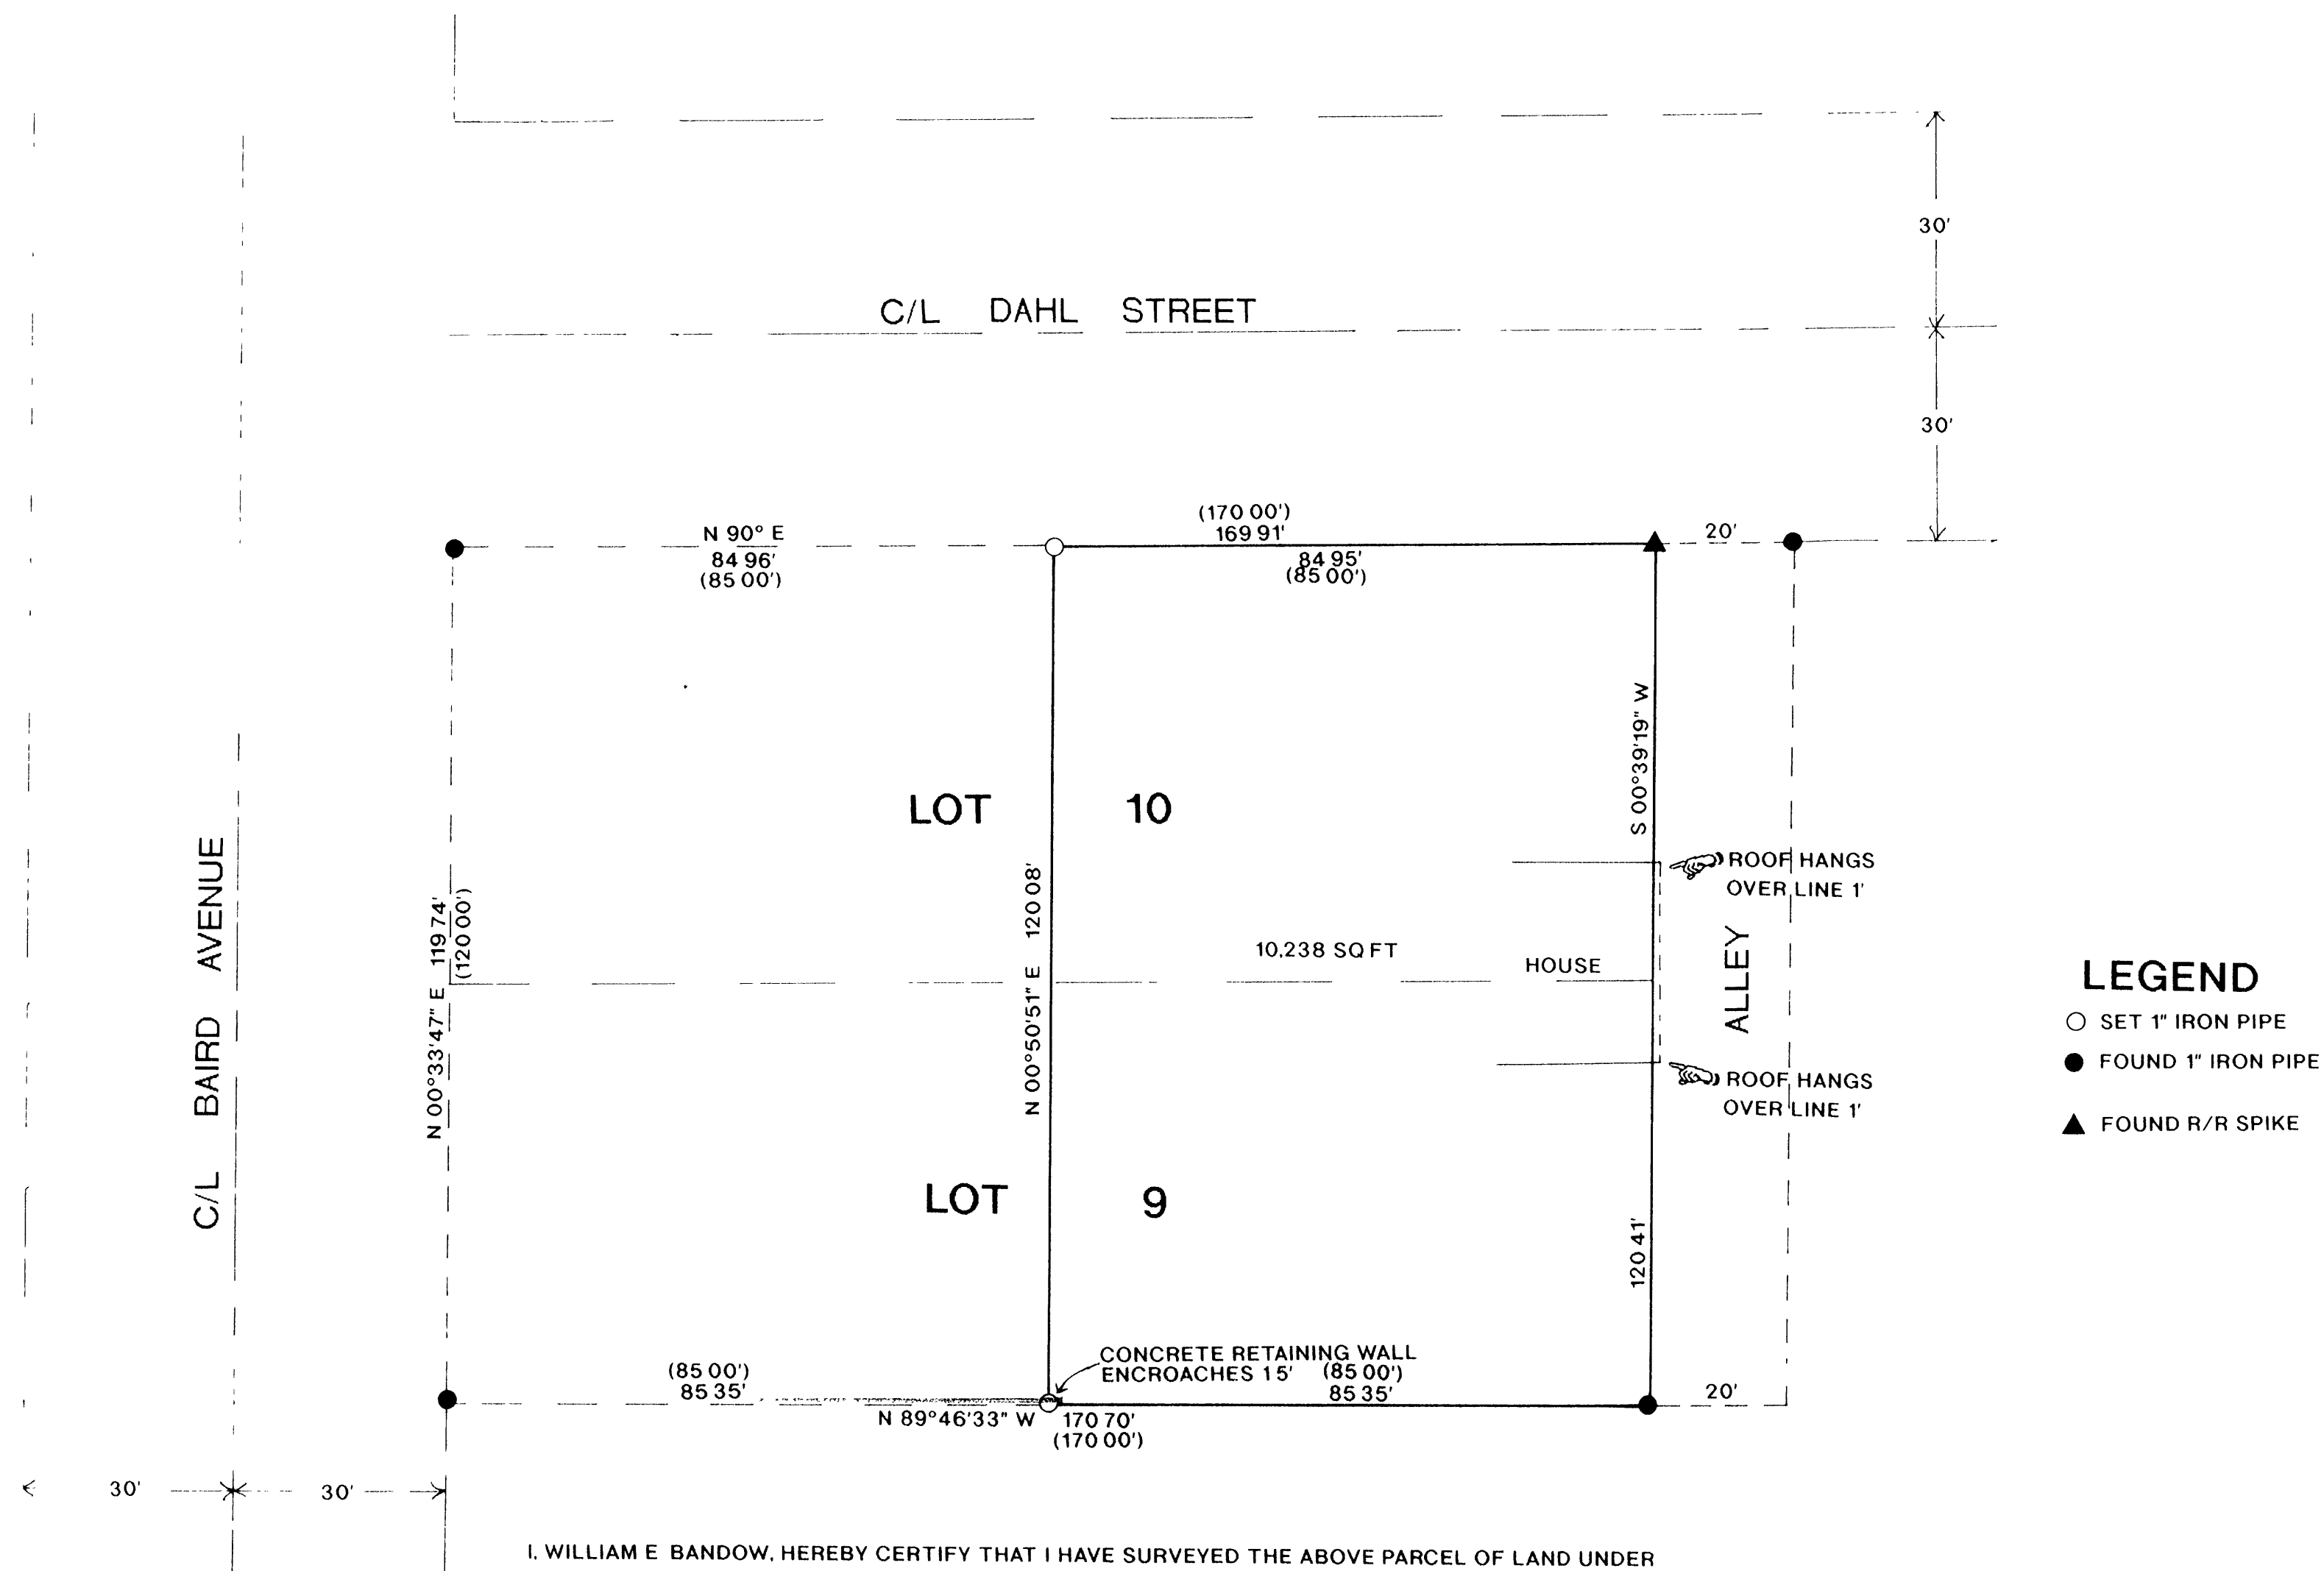 C/L DAHL STREET
30'
30'
(170 00')
169 91'
N 90° E
84 96'
(85 00')
84 95'
(85 00')
20'
S 00°39'19" W
LOT 10
ROOF HANGS
OVER LINE 1'
C/L BAIRD AVENUE
N 00°33'47" E 119 74'
(120 00')
N 00°50'51" E 120 08'
10,238 SQ FT
HOUSE
ALLEY
ROOF HANGS
OVER LINE 1'
LEGEND
SET 1" IRON PIPE
FOUND 1" IRON PIPE
FOUND R/R SPIKE
LOT 9
120 41'
CONCRETE RETAINING WALL
ENCROACHES 1 5'
(85 00')
85 35'
(85 00')
85 35'
20'
N 89°46'33" W 170 70'
(170 00')
30'
30'
I, WILLIAM E BANDOW, HEREBY CERTIFY THAT I HAVE SURVEYED THE ABOVE PARCEL OF LAND UNDER